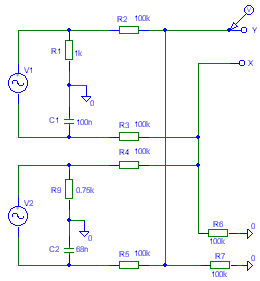 V
R2 100k
Y
R1
1k
X
V1
0
C1 100n
R3 100k
R4 100k
R9 0.75k
V2
R6 0
0
100k
C2 68n
R5 100k
R7 0
100k